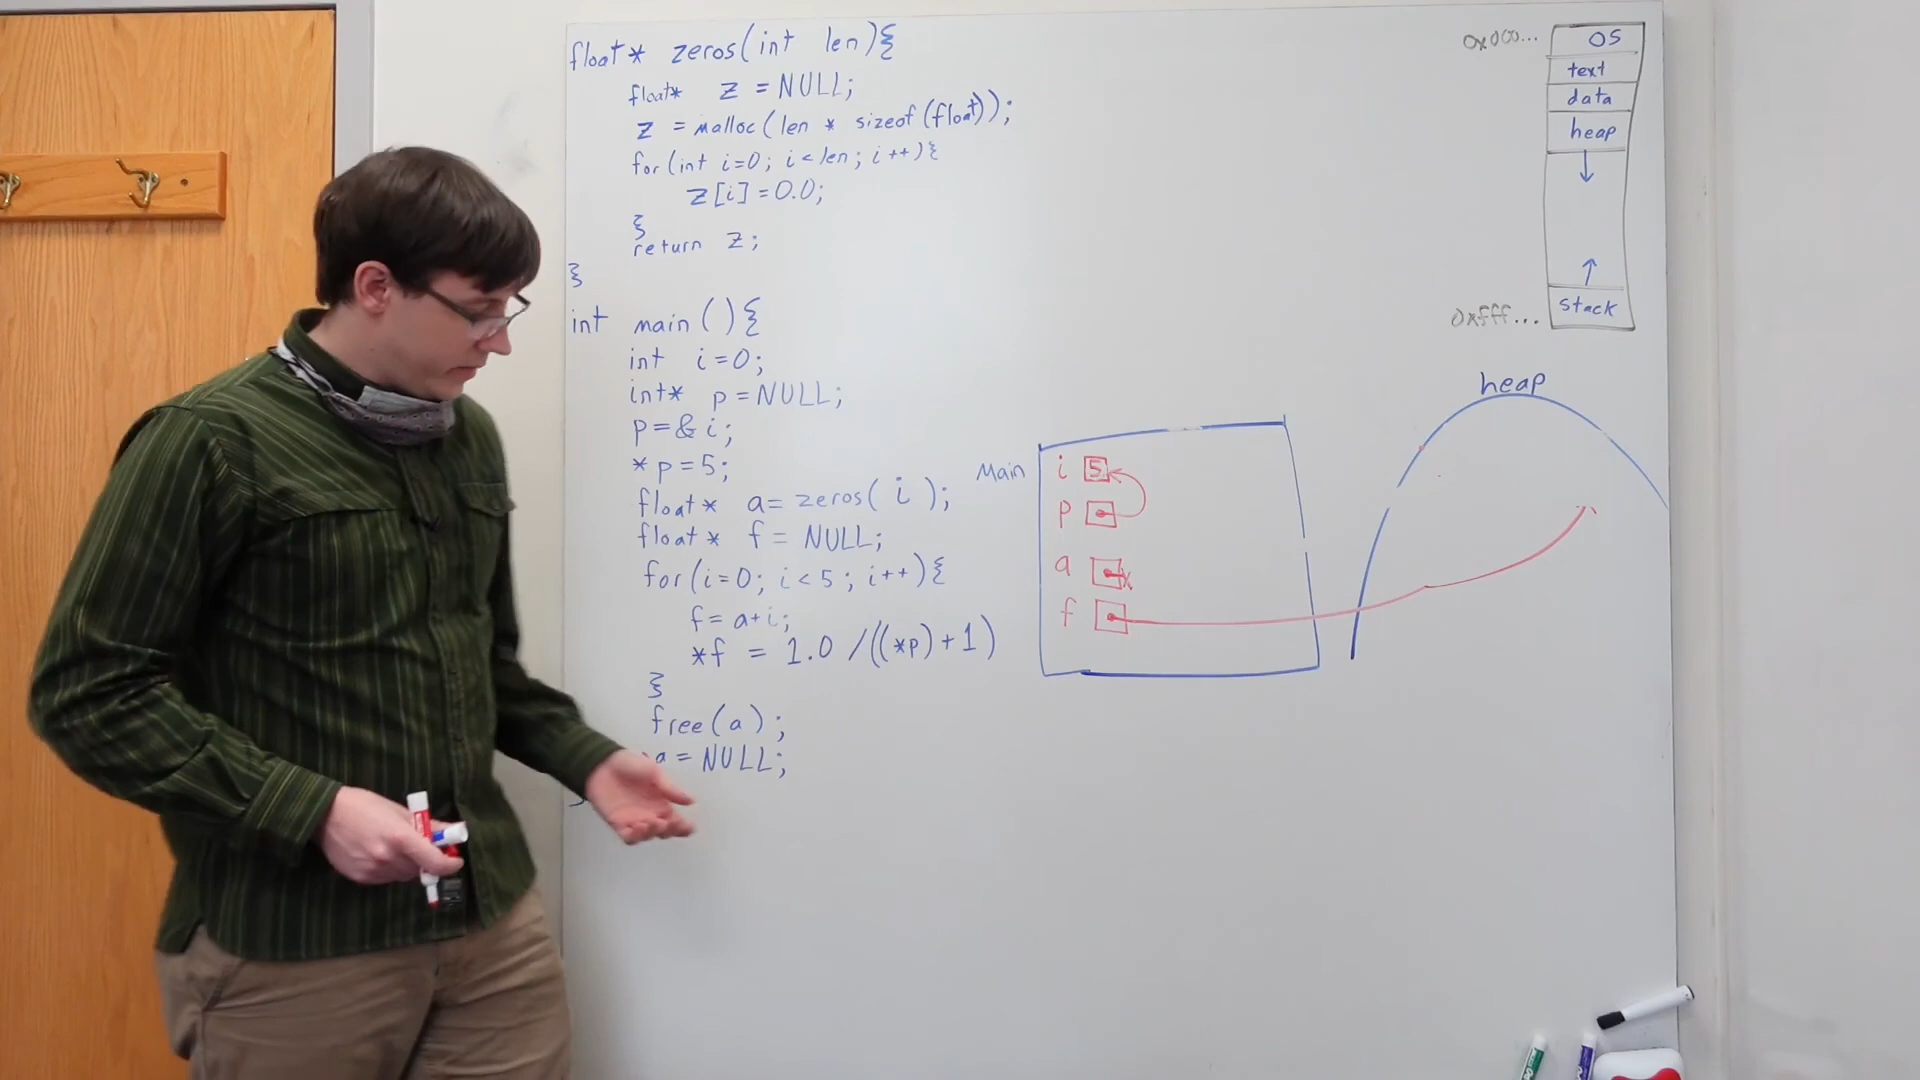 float* zeros(int len){
float* z = NULL;
z = malloc(len * sizeof(float));
for(int i=0; i<len; i++){
z[i]=0.0;
}
return z;
}
int main(){
int i=0;
int* p=NULL;
p=&i;
*p=5;
float* a=zeros(i);
float* f = NULL;
for(i=0; i<5; i++){
f=a+i;
*f = 1.0/((*p)+1)
}
free(a);
a=NULL;
}
Main
i 5
p
a
f
heap
0x000...
OS
text
data
heap
stack
0xfff...